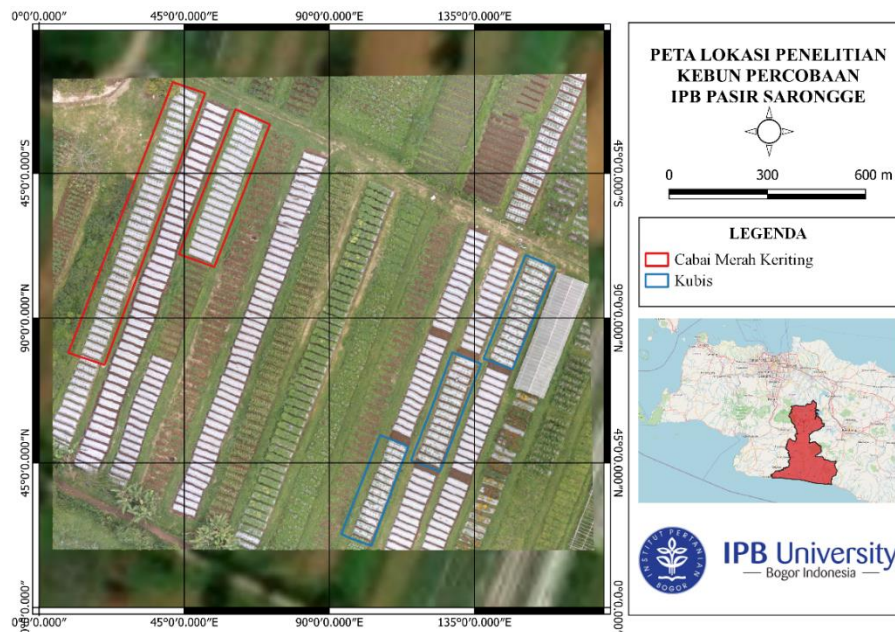 0°0'0.000" 45°0'0.000"E 90°0'0.000"E 135°0'0.000"E
45°0'0.000"S
90°0'0.000"N
45°0'0.000"N
0°0'0.000"
45°0'0.000"S
90°0'0.000"N
45°0'0.000"N
0°0'0.000"
0°0'0.000" 45°0'0.000"E 90°0'0.000"E 135°0'0.000"E
PETA LOKASI PENELITIAN
KEBUN PERCOBAAN
IPB PASIR SARONGGE
0 300 600 m
LEGENDA
Cabai Merah Keriting
Kubis
INSTITUT PERTANIAN
BOGOR
IPB University
Bogor Indonesia